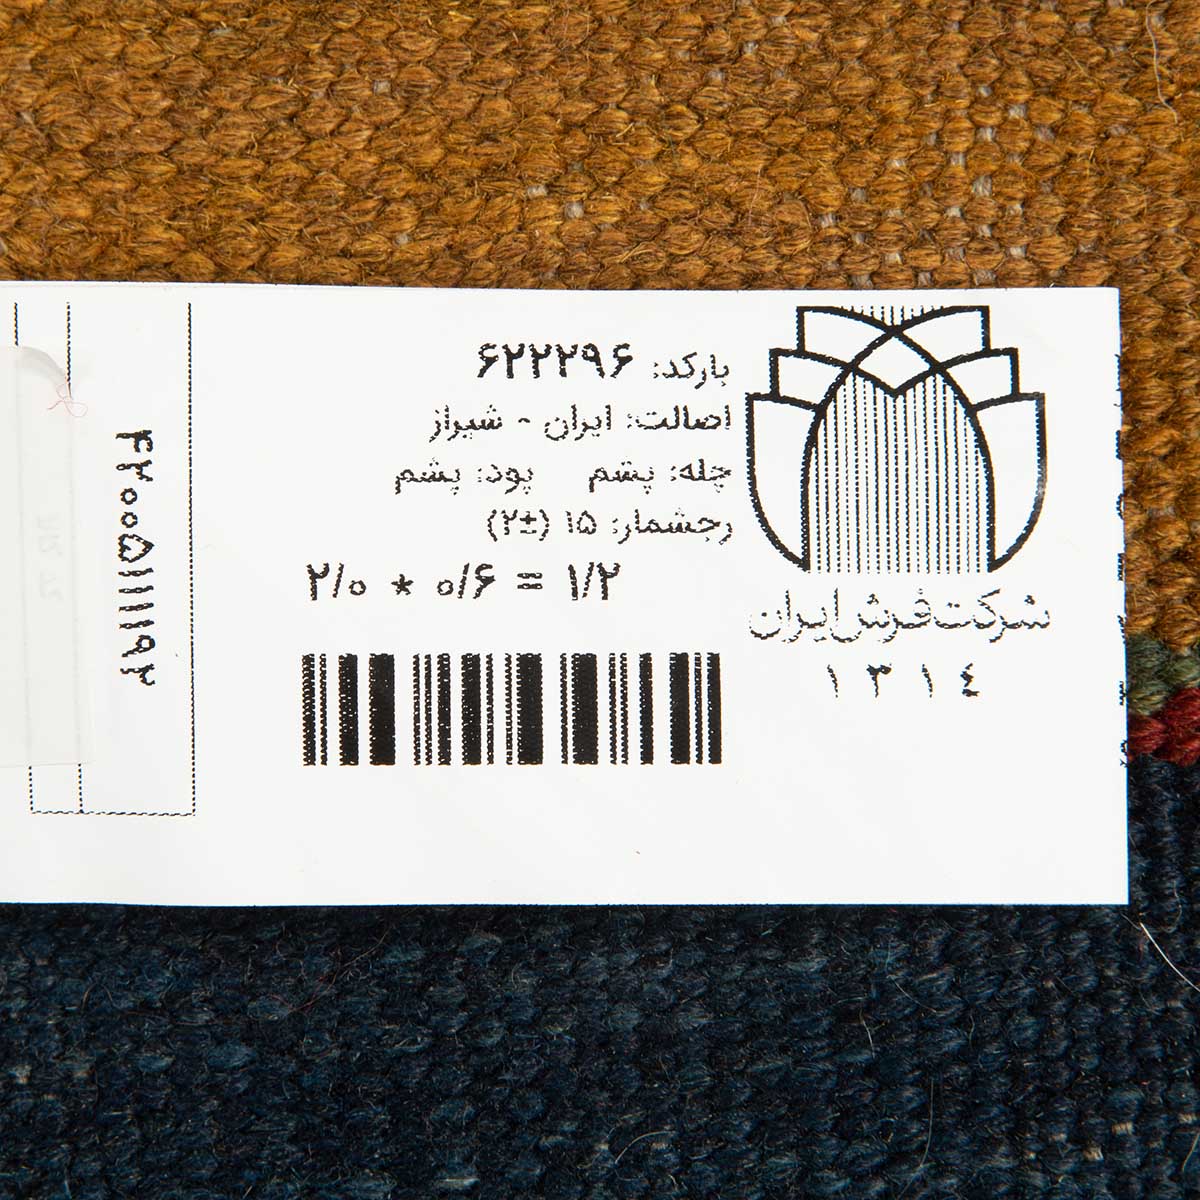 بارکد: ۶۲۲۲۹۶
اصالت: ایران - شیراز
چله: پشم پود: پشم
رجشمار: ۱۵ (±۲)
۲/۰ * ۰/۶ = ۱/۲
شرکت فرش ایران
۱۳۱٤
۴۲۰۰۵۱۱۱۱۹۲